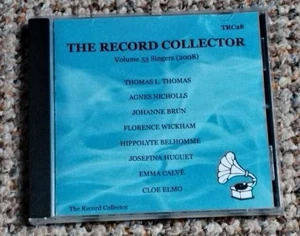 TRC28
THE RECORD COLLECTOR
Volume 53 Singers (2008)
THOMAS L. THOMAS
AGNES NICHOLLS
JOHANNE BRUN
FLORENCE WICKHAM
HIPPOLYTE BELHOMME
JOSEFINA HUGUET
EMMA CALVÉ
CLOE ELMO
The Record Collector